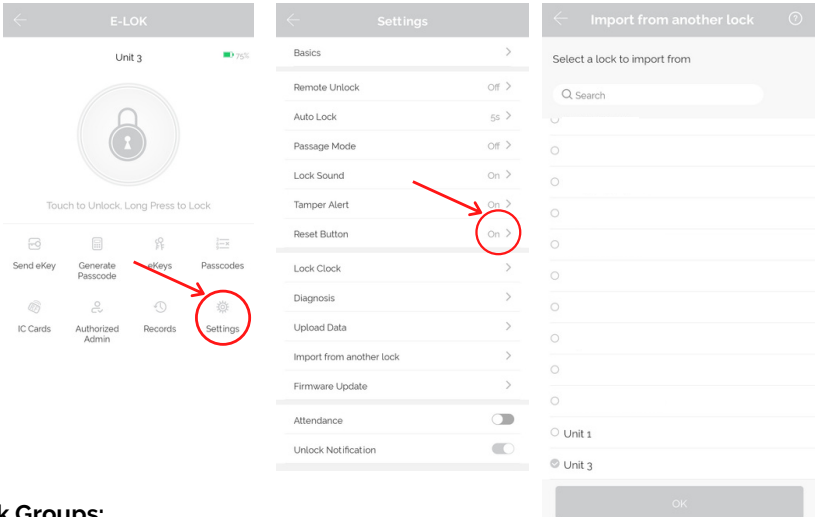 E-LOK
Unit 3
75%
Touch to Unlock, Long Press to Lock
Send eKey
Generate Passcode
eKeys
Passcodes
IC Cards
Authorized Admin
Records
Settings
Settings
Basics
Remote Unlock Off
Auto Lock 5s
Passage Mode Off
Lock Sound On
Tamper Alert On
Reset Button On
Lock Clock
Diagnosis
Upload Data
Import from another lock
Firmware Update
Attendance
Unlock Notification
Import from another lock
Select a lock to import from
Search
Unit 1
Unit 3
OK
Groups: